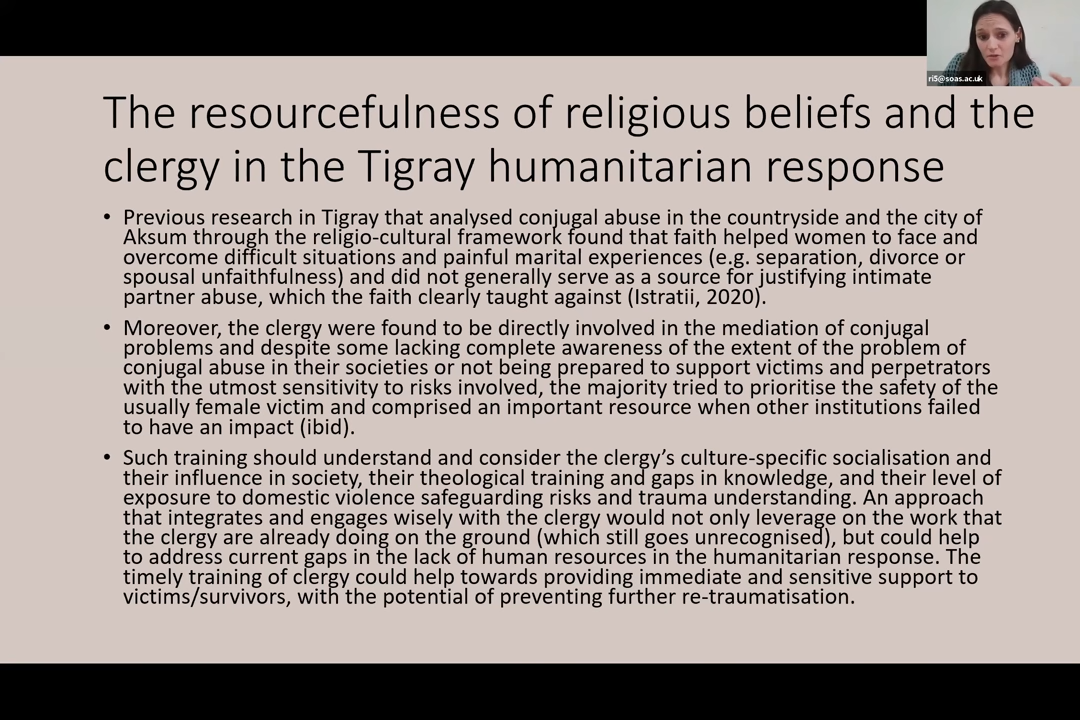 ri5@soas.ac.uk
The resourcefulness of religious beliefs and the
clergy in the Tigray humanitarian response
• Previous research in Tigray that analysed conjugal abuse in the countryside and the city of
Aksum through the religio-cultural framework found that faith helped women to face and
overcome difficult situations and painful marital experiences (e.g. separation, divorce or
spousal unfaithfulness) and did not generally serve as a source for justifying intimate
partner abuse, which the faith clearly taught against (Istratii, 2020).
• Moreover, the clergy were found to be directly involved in the mediation of conjugal
problems and despite some lacking complete awareness of the extent of the problem of
conjugal abuse in their societies or not being prepared to support victims and perpetrators
with the utmost sensitivity to risks involved, the majority tried to prioritise the safety of the
usually female victim and comprised an important resource when other institutions failed
to have an impact (ibid).
• Such training should understand and consider the clergy’s culture-specific socialisation and
their influence in society, their theological training and gaps in knowledge, and their level of
exposure to domestic violence safeguarding risks and trauma understanding. An approach
that integrates and engages wisely with the clergy would not only leverage on the work that
the clergy are already doing on the ground (which still goes unrecognised), but could help
to address current gaps in the lack of human resources in the humanitarian response. The
timely training of clergy could help towards providing immediate and sensitive support to
victims/survivors, with the potential of preventing further re-traumatisation.